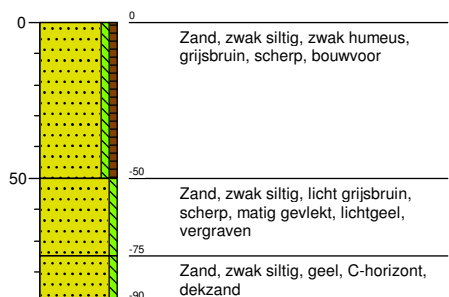 0
0
Zand, zwak siltig, zwak humeus,
grijsbruin, scherp, bouwvoor
50
-50
Zand, zwak siltig, licht grijsbruin,
scherp, matig gevlekt, lichtgeel,
vergraven
-75
Zand, zwak siltig, geel, C-horizont,
dekzand
-90